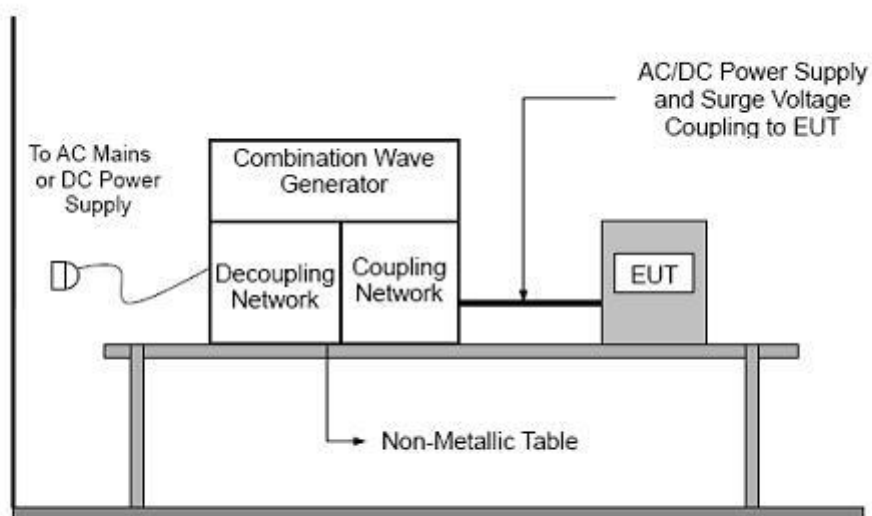 AC/DC Power Supply
and Surge Voltage
Coupling to EUT
To AC Mains
or DC Power
Supply
Combination Wave
Generator
Decoupling
Network
Coupling
Network
EUT
Non-Metallic Table